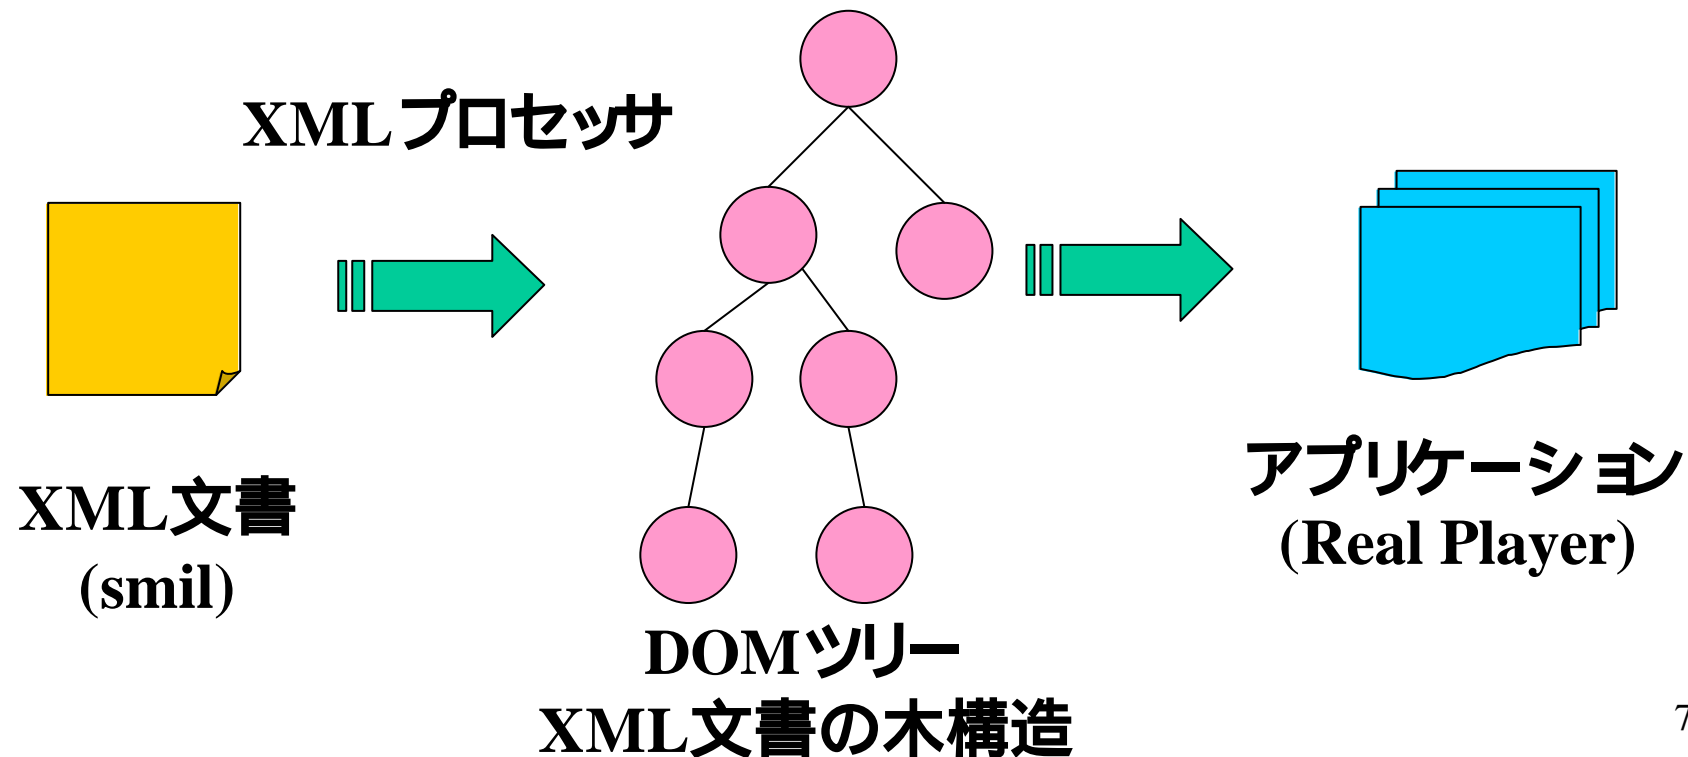 XMLプロセッサ
XML文書
(smil)
DOMツリー
XML文書の木構造
アプリケーション
(Real Player)
7